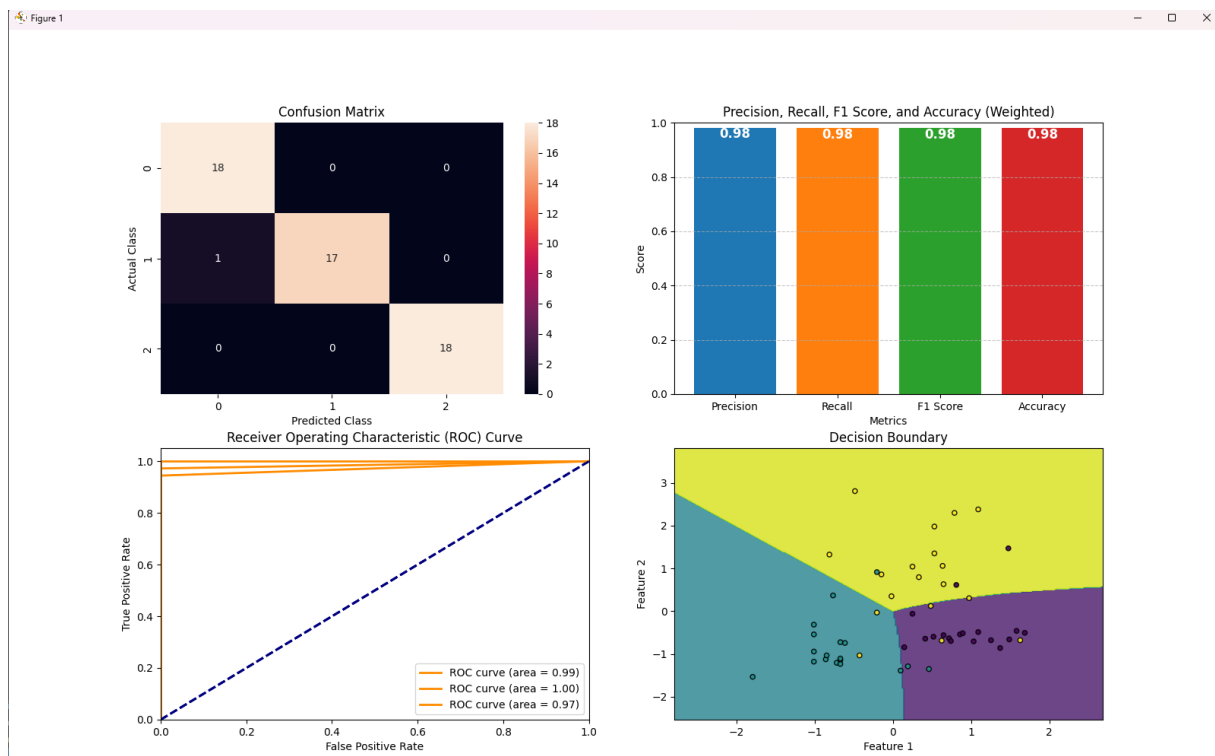 Figure 1
Confusion Matrix
Actual Class
0
1
2
18 0 0
1 17 0
0 0 18
0 1 2
Predicted Class
18
16
14
12
10
8
6
4
2
0
Precision, Recall, F1 Score, and Accuracy (Weighted)
Score
1.0
0.8
0.6
0.4
0.2
0.0
0.98 0.98 0.98 0.98
Precision Recall F1 Score Accuracy
Metrics
Receiver Operating Characteristic (ROC) Curve
True Positive Rate
1.0
0.8
0.6
0.4
0.2
0.0
ROC curve (area = 0.99)
ROC curve (area = 1.00)
ROC curve (area = 0.97)
0.0 0.2 0.4 0.6 0.8 1.0
False Positive Rate
Decision Boundary
Feature 2
3
2
1
0
−1
−2
−2 −1 0 1 2
Feature 1